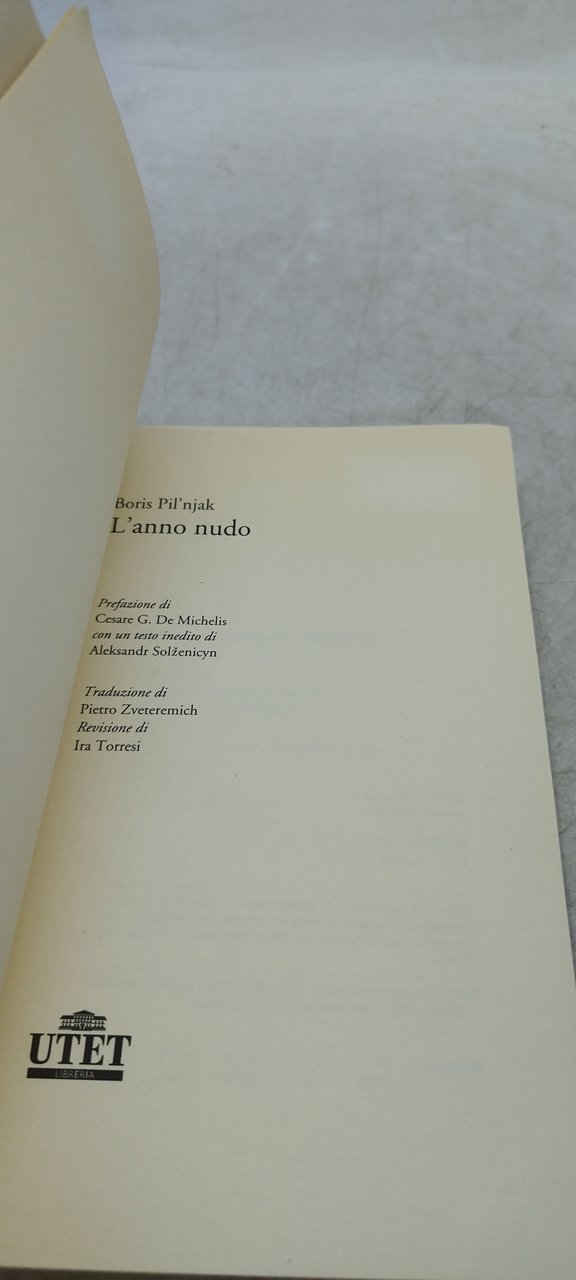 Boris Pil'njak
L'anno nudo
Prefazione di
Cesare G. De Michelis
con un testo inedito di
Aleksandr Solženicyn
Traduzione di
Pietro Zveteremich
Revisione di
Ira Torresi
UTET
LIBRERIA